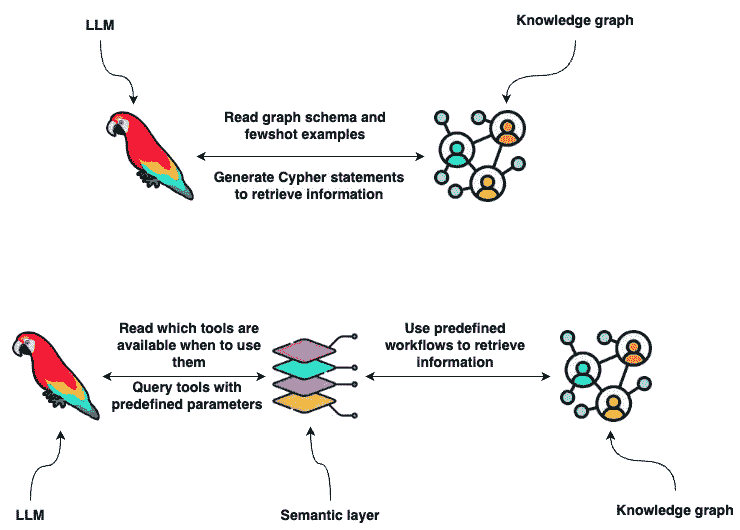 LLM
Knowledge graph
Read graph schema and
fewshot examples
Generate Cypher statements
to retrieve information
Read which tools are
available when to use
them
Query tools with
predefined parameters
Use predefined
workflows to retrieve
information
LLM
Semantic layer
Knowledge graph